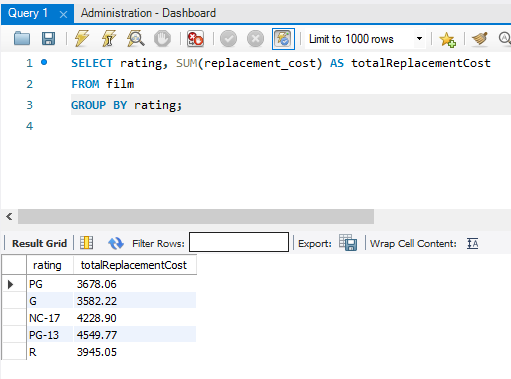 Query 1 × Administration - Dashboard
Limit to 1000 rows
1 SELECT rating, SUM(replacement_cost) AS totalReplacementCost
2 FROM film
3 GROUP BY rating;
4
Result Grid Filter Rows: Export: Wrap Cell Content: IA
rating totalReplacementCost
PG 3678.06
G 3582.22
NC-17 4228.90
PG-13 4549.77
R 3945.05